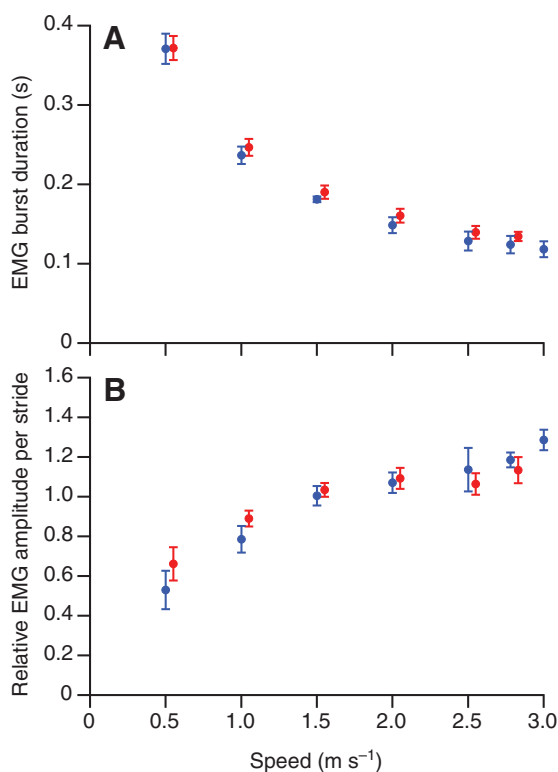 A
EMG burst duration (s)
0.4
0.3
0.2
0.1
0
B
Relative EMG amplitude per stride
1.6
1.4
1.2
1.0
0.8
0.6
0.4
0.2
0
0 0.5 1.0 1.5 2.0 2.5 3.0
Speed (m s⁻¹)